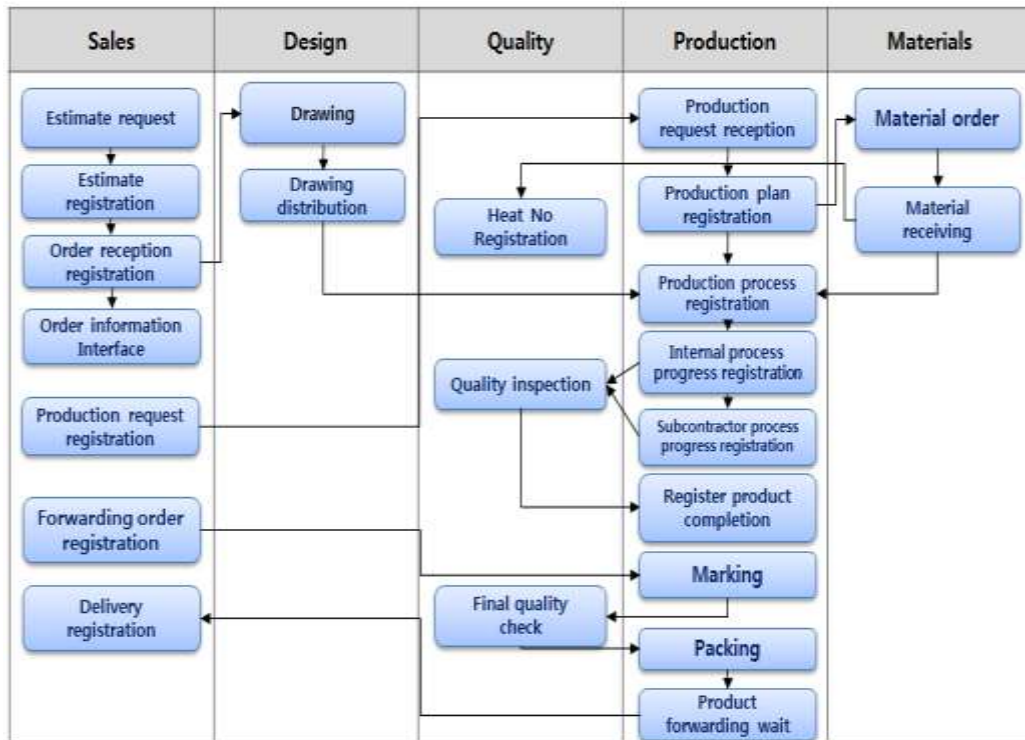 Sales
Design
Quality
Production
Materials
Estimate request
Estimate
registration
Order reception
registration
Order information
Interface
Production request
registration
Forwarding order
registration
Delivery
registration
Drawing
Drawing
distribution
Heat No
Registration
Quality inspection
Final quality
check
Production
request reception
Production plan
registration
Production process
registration
Internal process
progress registration
Subcontractor process
progress registration
Register product
completion
Marking
Packing
Product
forwarding wait
Material order
Material
receiving